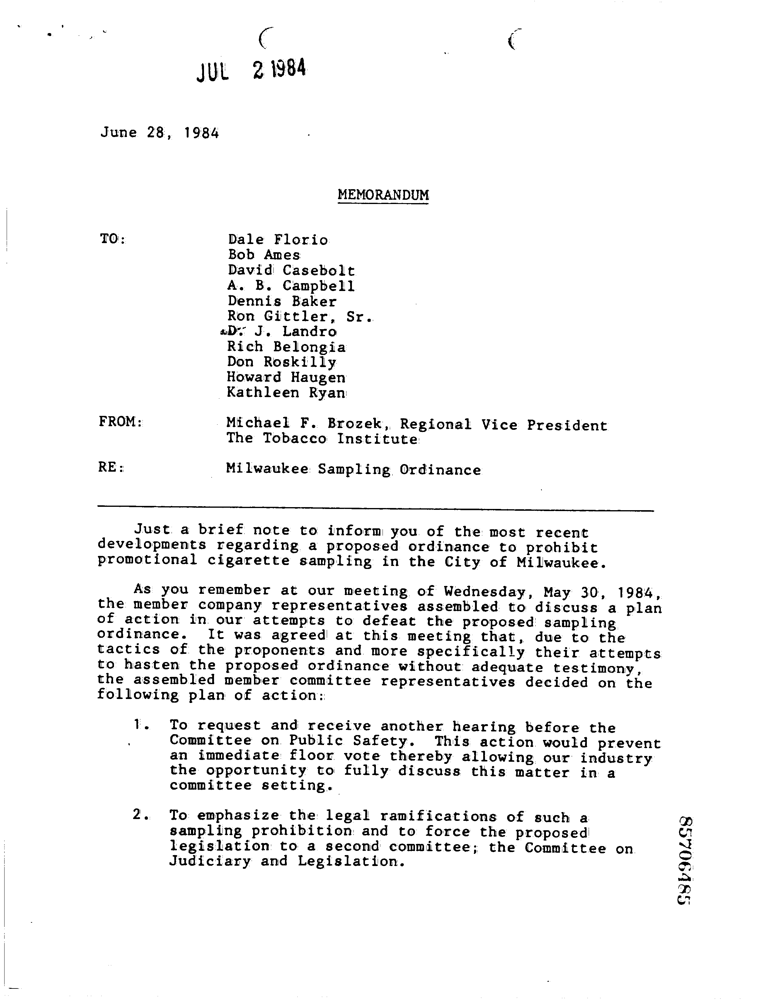 JUL 2 1984
June 28, 1984
MEMORANDUM
TO: Dale Florio
Bob Ames
David Casebolt
A. B. Campbell
Dennis Baker
Ron Gittler, Sr.
D. J. Landro
Rich Belongia
Don Roskilly
Howard Haugen
Kathleen Ryan
FROM: Michael F. Brozek, Regional Vice President
The Tobacco Institute
RE: Milwaukee Sampling Ordinance
Just a brief note to inform you of the most recent
developments regarding a proposed ordinance to prohibit
promotional cigarette sampling in the City of Milwaukee.
As you remember at our meeting of Wednesday, May 30, 1984,
the member company representatives assembled to discuss a plan
of action in our attempts to defeat the proposed sampling
ordinance. It was agreed at this meeting that, due to the
tactics of the proponents and more specifically their attempts
to hasten the proposed ordinance without adequate testimony,
the assembled member committee representatives decided on the
following plan of action:
1. To request and receive another hearing before the
Committee on Public Safety. This action would prevent
an immediate floor vote thereby allowing our industry
the opportunity to fully discuss this matter in a
committee setting.
2. To emphasize the legal ramifications of such a
sampling prohibition and to force the proposed
legislation to a second committee; the Committee on
Judiciary and Legislation.
85706485